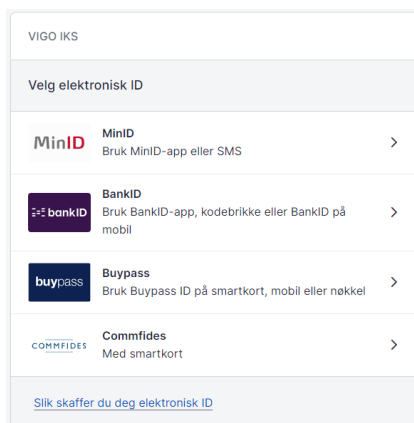 VIGO IKS
Velg elektronisk ID
MinID
MinID
Bruk MinID-app eller SMS
bankID
BankID
Bruk BankID-app, kodebrikke eller BankID på
mobil
buypass
Buypass
Bruk Buypass ID på smartkort, mobil eller nøkkel
COMMFIDES
Commfides
Med smartkort
Slik skaffer du deg elektronisk ID